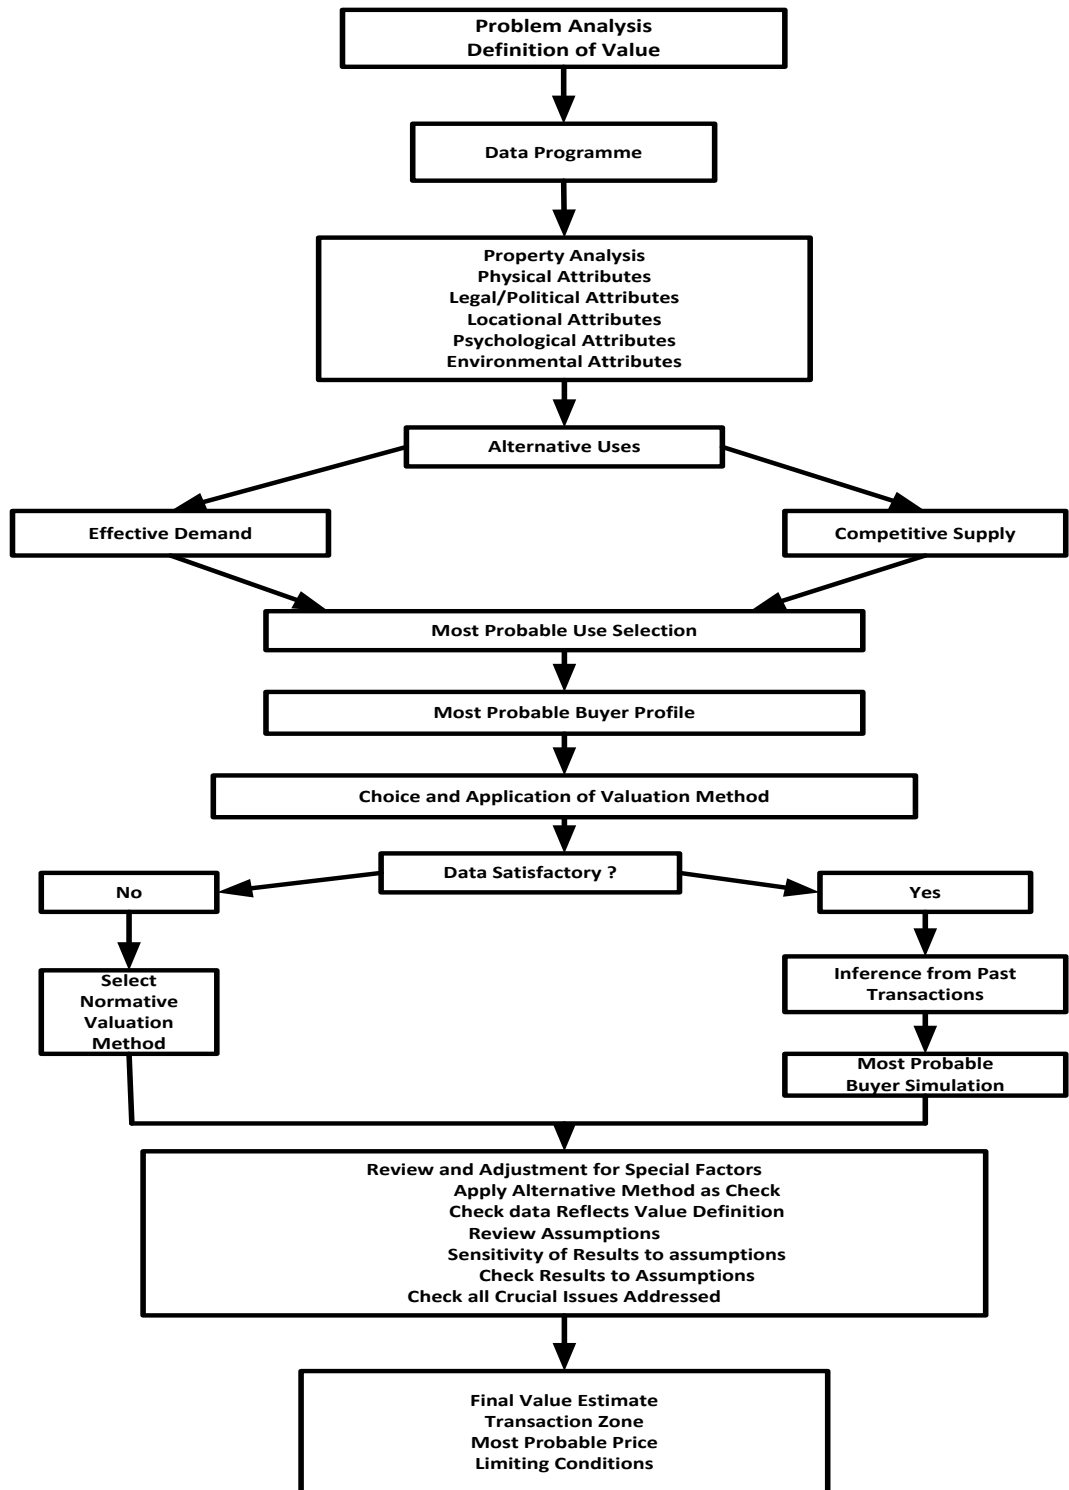 Problem Analysis
Definition of Value
Data Programme
Property Analysis
Physical Attributes
Legal/Political Attributes
Locational Attributes
Psychological Attributes
Environmental Attributes
Alternative Uses
Effective Demand
Competitive Supply
Most Probable Use Selection
Most Probable Buyer Profile
Choice and Application of Valuation Method
Data Satisfactory ?
No
Yes
Select
Normative
Valuation
Method
Inference from Past
Transactions
Most Probable
Buyer Simulation
Review and Adjustment for Special Factors
Apply Alternative Method as Check
Check data Reflects Value Definition
Review Assumptions
Sensitivity of Results to assumptions
Check Results to Assumptions
Check all Crucial Issues Addressed
Final Value Estimate
Transaction Zone
Most Probable Price
Limiting Conditions